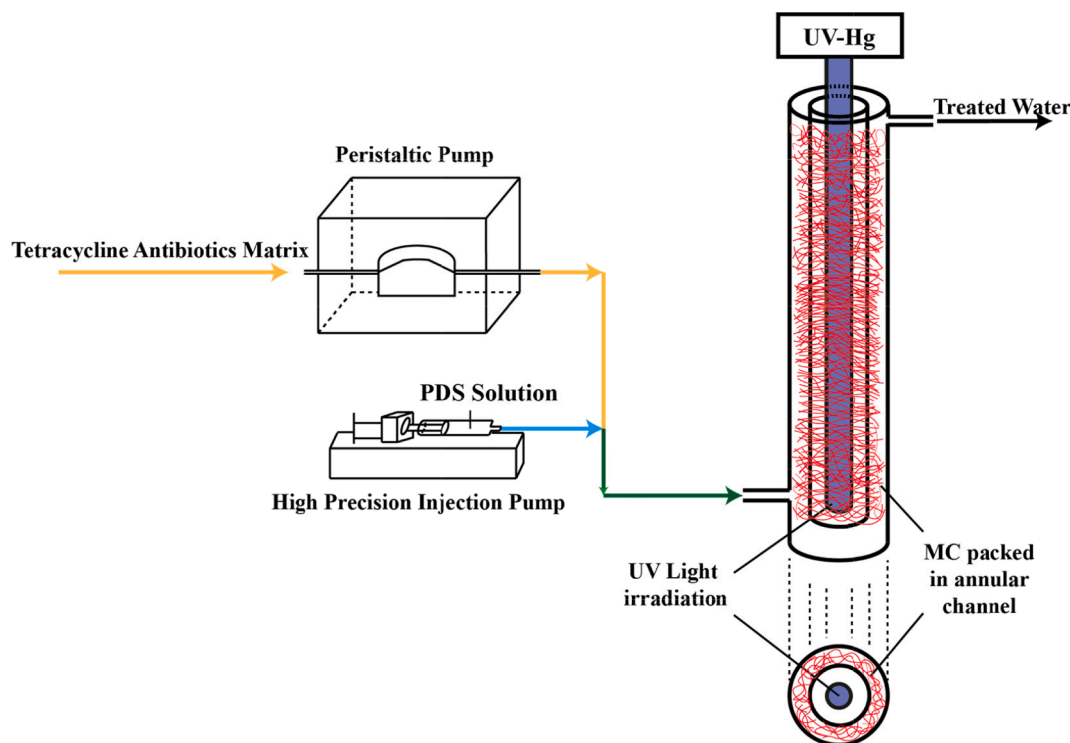 UV-Hg
Treated Water
Peristaltic Pump
Tetracycline Antibiotics Matrix
PDS Solution
High Precision Injection Pump
UV Light
irradiation
MC packed
in annular
channel